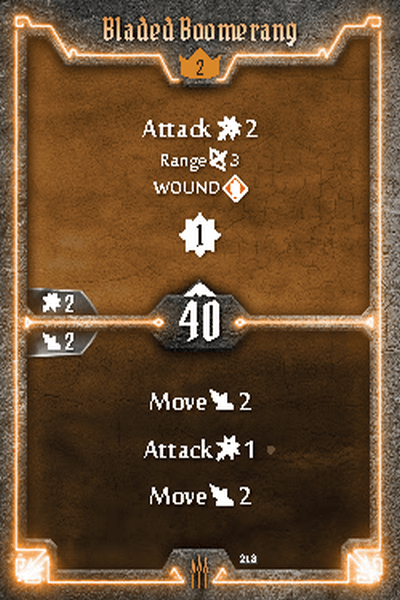 Bladed Boomerang
2
Attack 2
Range 3
WOUND
1
2
40
2
Move 2
Attack 1
Move 2
213